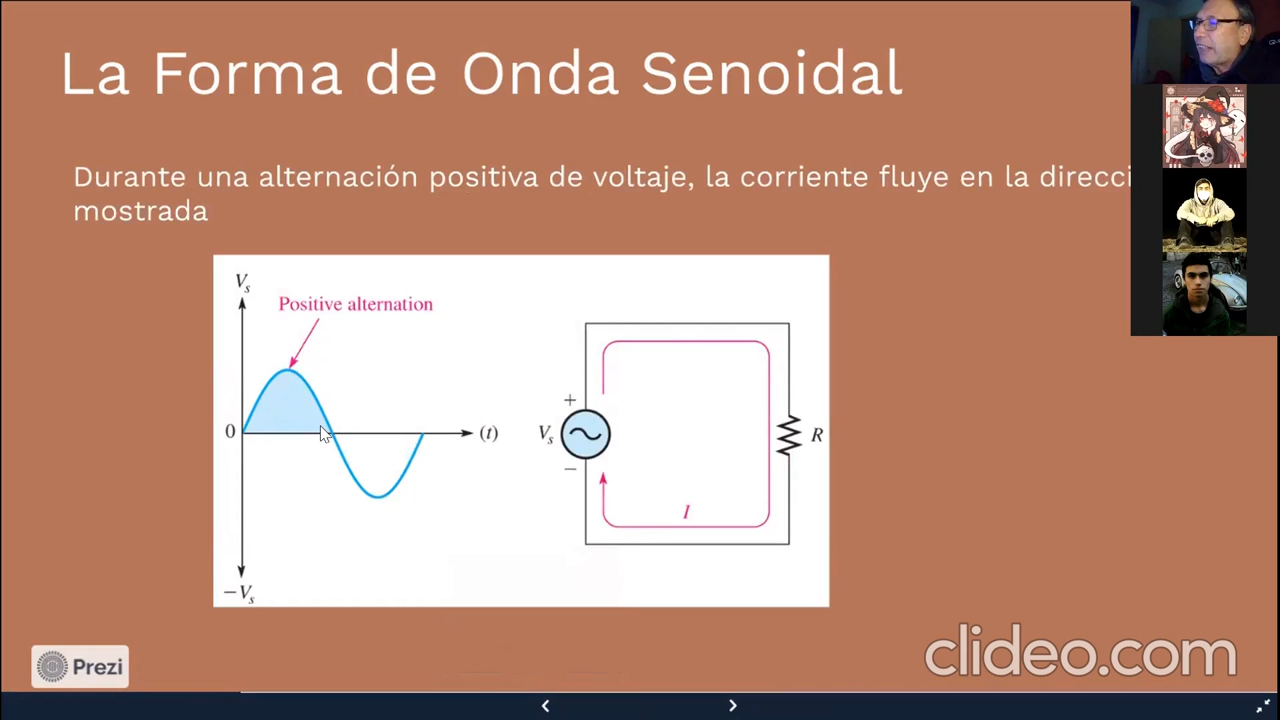 La Forma de Onda Senoidal
Durante una alternación positiva de voltaje, la corriente fluye en la direcci
mostrada
Vs
Positive alternation
0
(t)
−Vs
+
Vs
−
R
I
Prezi
clideo.com